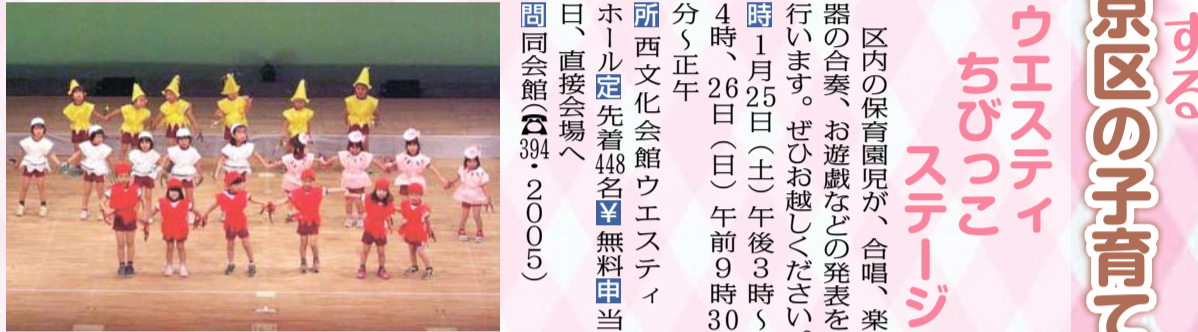 する
京区の子育て
ウエスティ
ちびっこ
ステージ
区内の保育園児が、合唱、楽
器の合奏、お遊戯などの発表を
行います。ぜひお越しください。
時 1月25日（土）午後3時～
4時、26日（日）午前9時30
分～正午
所 西文化会館ウエスティ
ホール 定 先着448名 ¥ 無料 申 当
日、直接会場へ
問 同会館（☎394・2005）